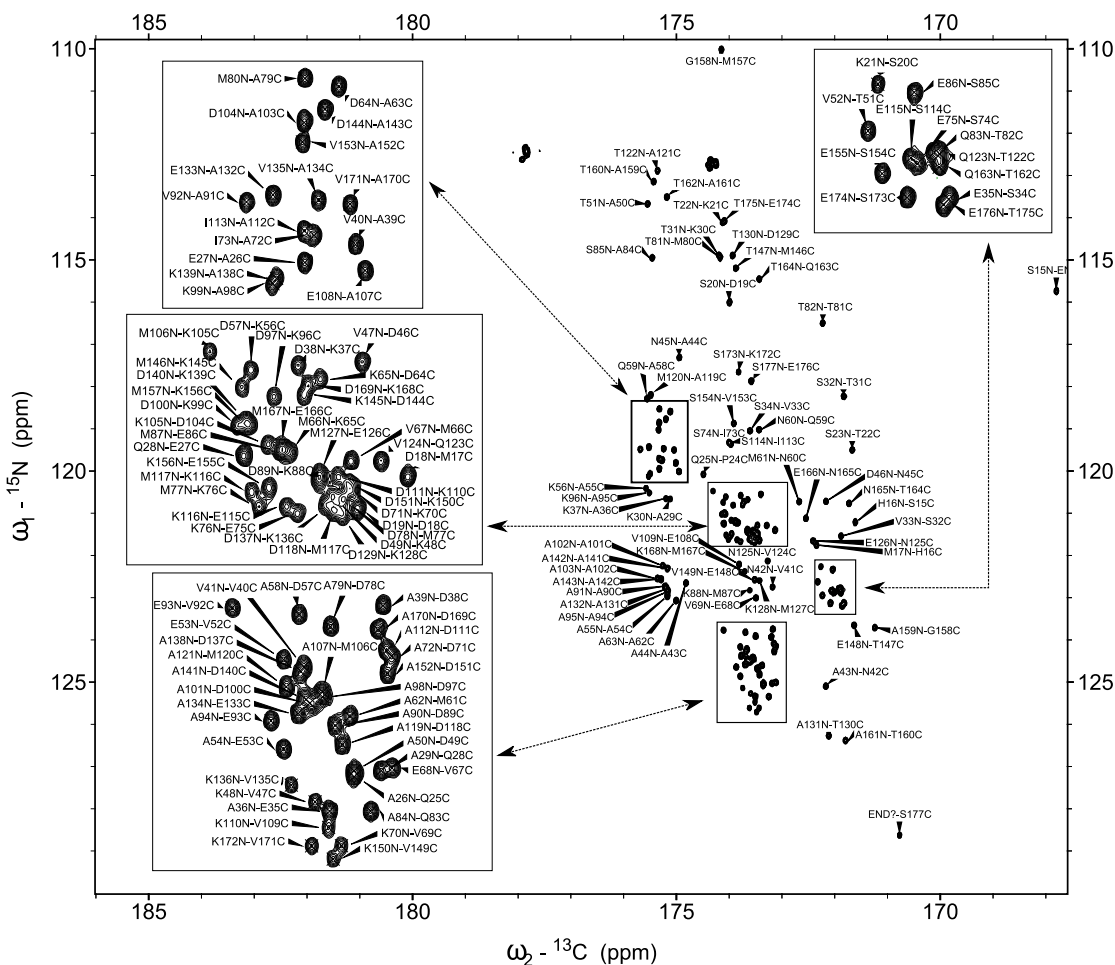 185
180
175
170
110
115
120
125
110
115
120
125
185
180
175
170
ω1 - 15N (ppm)
ω2 - 13C (ppm)
M80N-A79C
D64N-A63C
D104N-A103C
D144N-A143C
V153N-A152C
E133N-A132C
V135N-A134C
V92N-A91C
V171N-A170C
I113N-A112C
V40N-A39C
I73N-A72C
E27N-A26C
K139N-A138C
K99N-A98C
E108N-A107C
D57N-K56C
M106N-K105C
D97N-K96C
V47N-D46C
D38N-K37C
M146N-K145C
K65N-D64C
D140N-K139C
D169N-K168C
M157N-K156C
K145N-D144C
D100N-K99C
M167N-E166C
K105N-D104C
M66N-K65C
V67N-M66C
M87N-E86C
M127N-E126C
V124N-Q123C
Q28N-E27C
D18N-M17C
K156N-E155C
D89N-K88C
M117N-K116C
D111N-K110C
M77N-K76C
D151N-K150C
D71N-K70C
K116N-E115C
D19N-D18C
K76N-E75C
D78N-M77C
D137N-K136C
D49N-K48C
D118N-M117C
D129N-K128C
V41N-V40C
A58N-D57C
A79N-D78C
E93N-V92C
A39N-D38C
E53N-V52C
A170N-D169C
A138N-D137C
A112N-D111C
A107N-M106C
A121N-M120C
A72N-D71C
A141N-D140C
A152N-D151C
A101N-D100C
A98N-D97C
A134N-E133C
A62N-M61C
A94N-E93C
A90N-D89C
A54N-E53C
A119N-D118C
A50N-D49C
A29N-Q28C
K136N-V135C
E68N-V67C
K48N-V47C
A26N-Q25C
A36N-E35C
A84N-Q83C
K110N-V109C
K70N-V69C
K172N-V171C
K150N-V149C
K21N-S20C
E86N-S85C
V52N-T51C
E115N-S114C
E75N-S74C
Q83N-T82C
E155N-S154C
Q123N-T122C
Q163N-T162C
E174N-S173C
E35N-S34C
E176N-T175C
G158N-M157C
T122N-A121C
T160N-A159C
T162N-A161C
T51N-A50C
T22N-K21C
T175N-E174C
T31N-K30C
T130N-D129C
T81N-M80C
T147N-M146C
S85N-A84C
T164N-Q163C
S15N-EN
S20N-D19C
T82N-T81C
N45N-A44C
S173N-K172C
Q59N-A58C
S177N-E176C
M120N-A119C
S32N-T31C
S154N-V153C
S34N-V33C
S74N-I73C
N60N-Q59C
S114N-I113C
S23N-T22C
Q25N-P24C
M61N-N60C
E166N-N165C
D46N-N45C
K56N-A55C
N165N-T164C
K96N-A95C
H16N-S15C
K37N-A36C
K30N-A29C
V33N-S32C
V109N-E108C
N125N-V124C
E126N-N125C
A102N-A101C
K168N-M167C
M17N-H16C
A142N-A141C
A103N-A102C
V149N-E148C
N42N-V41C
A143N-A142C
A91N-A90C
K88N-M87C
A132N-A131C
V69N-E68C
K128N-M127C
A95N-A94C
A55N-A54C
A63N-A62C
A44N-A43C
E148N-T147C
A159N-G158C
A43N-N42C
A131N-T130C
A161N-T160C
END?-S177C